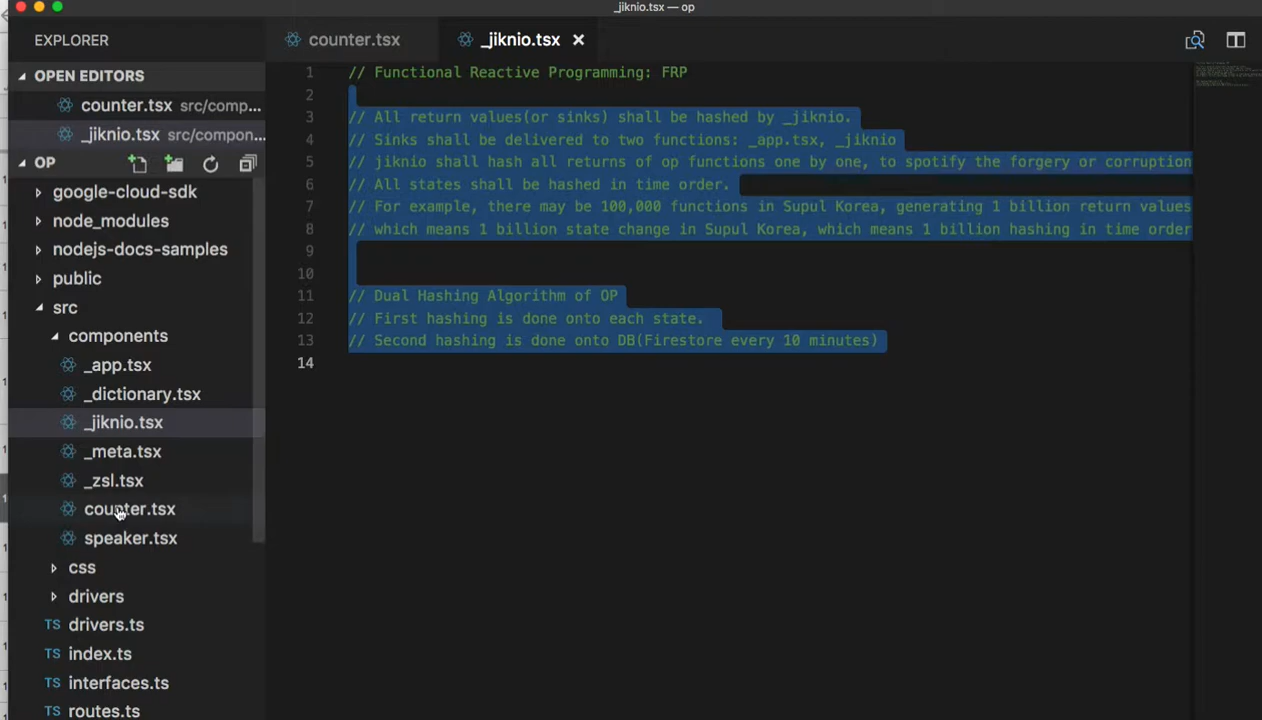 _jiknio.tsx — op
EXPLORER
counter.tsx
_jiknio.tsx
OPEN EDITORS
counter.tsx src/comp...
_jiknio.tsx src/compon...
OP
google-cloud-sdk
node_modules
nodejs-docs-samples
public
src
components
_app.tsx
_dictionary.tsx
_jiknio.tsx
_meta.tsx
_zsl.tsx
counter.tsx
speaker.tsx
css
drivers
TS drivers.ts
TS index.ts
TS interfaces.ts
TS routes.ts
1 // Functional Reactive Programming: FRP
2
3 // All return values(or sinks) shall be hashed by _jiknio.
4 // Sinks shall be delivered to two functions: _app.tsx, _jiknio
5 // jiknio shall hash all returns of op functions one by one, to spotify the forgery or corruption
6 // All states shall be hashed in time order.
7 // For example, there may be 100,000 functions in Supul Korea, generating 1 billion return values
8 // which means 1 billion state change in Supul Korea, which means 1 billion hashing in time order
9
10
11 // Dual Hashing Algorithm of OP
12 // First hashing is done onto each state.
13 // Second hashing is done onto DB(Firestore every 10 minutes)
14